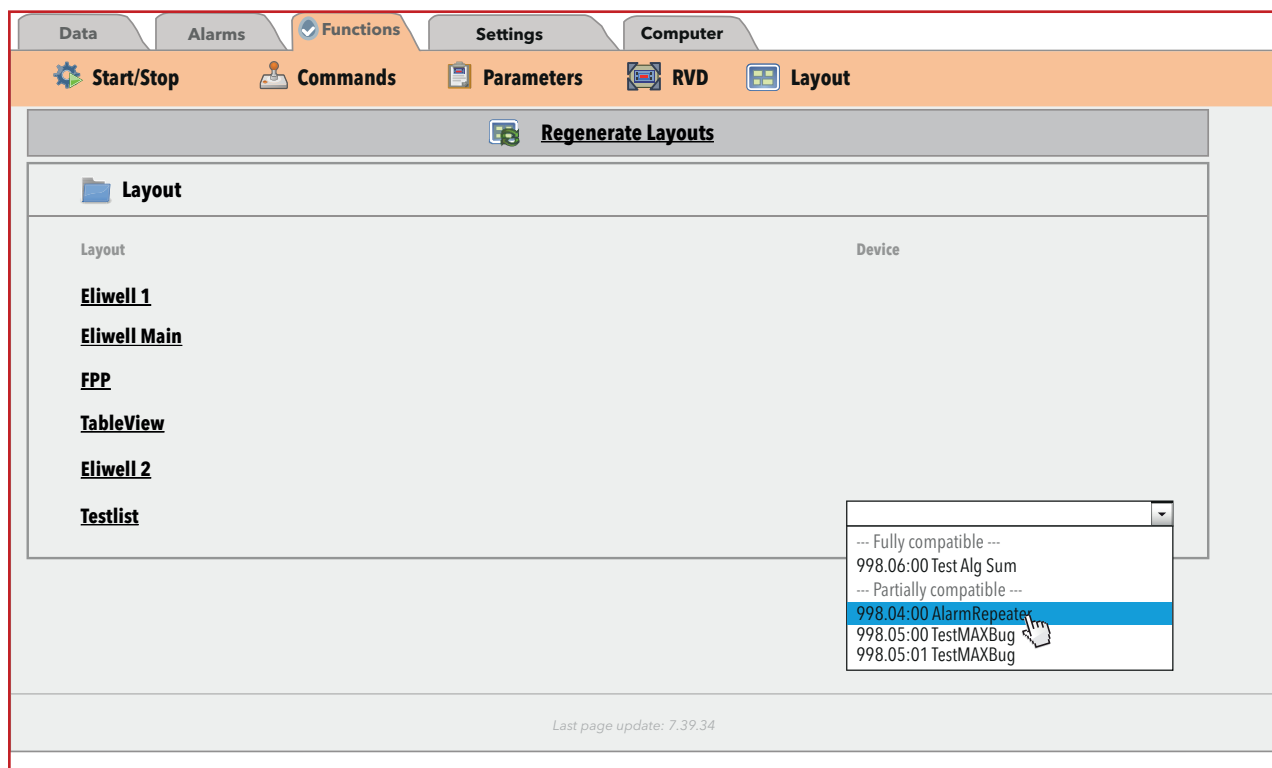 Data Alarms Functions Settings Computer
Start/Stop Commands Parameters RVD Layout
Regenerate Layouts
Layout
Layout Device
Eliwell 1
Eliwell Main
FPP
TableView
Eliwell 2
Testlist
--- Fully compatible ---
998.06:00 Test Alg Sum
--- Partially compatible ---
998.04:00 AlarmRepeater
998.05:00 TestMAXBug
998.05:01 TestMAXBug
Last page update: 7.39.34